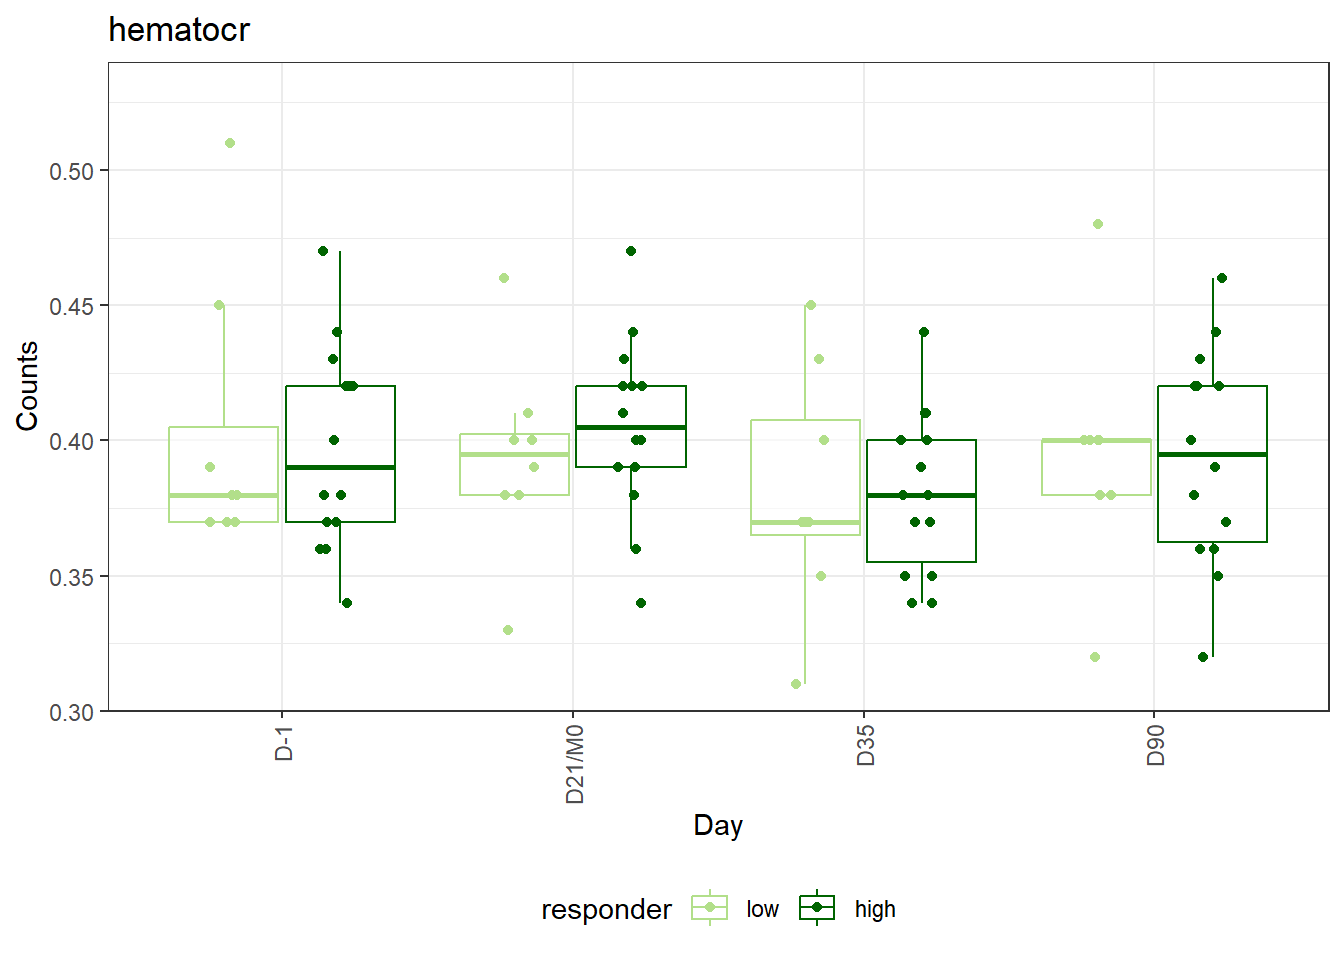 hematocr
Counts
0.50
0.45
0.40
0.35
0.30
D-1
D21/M0
D35
D90
Day
responder low high